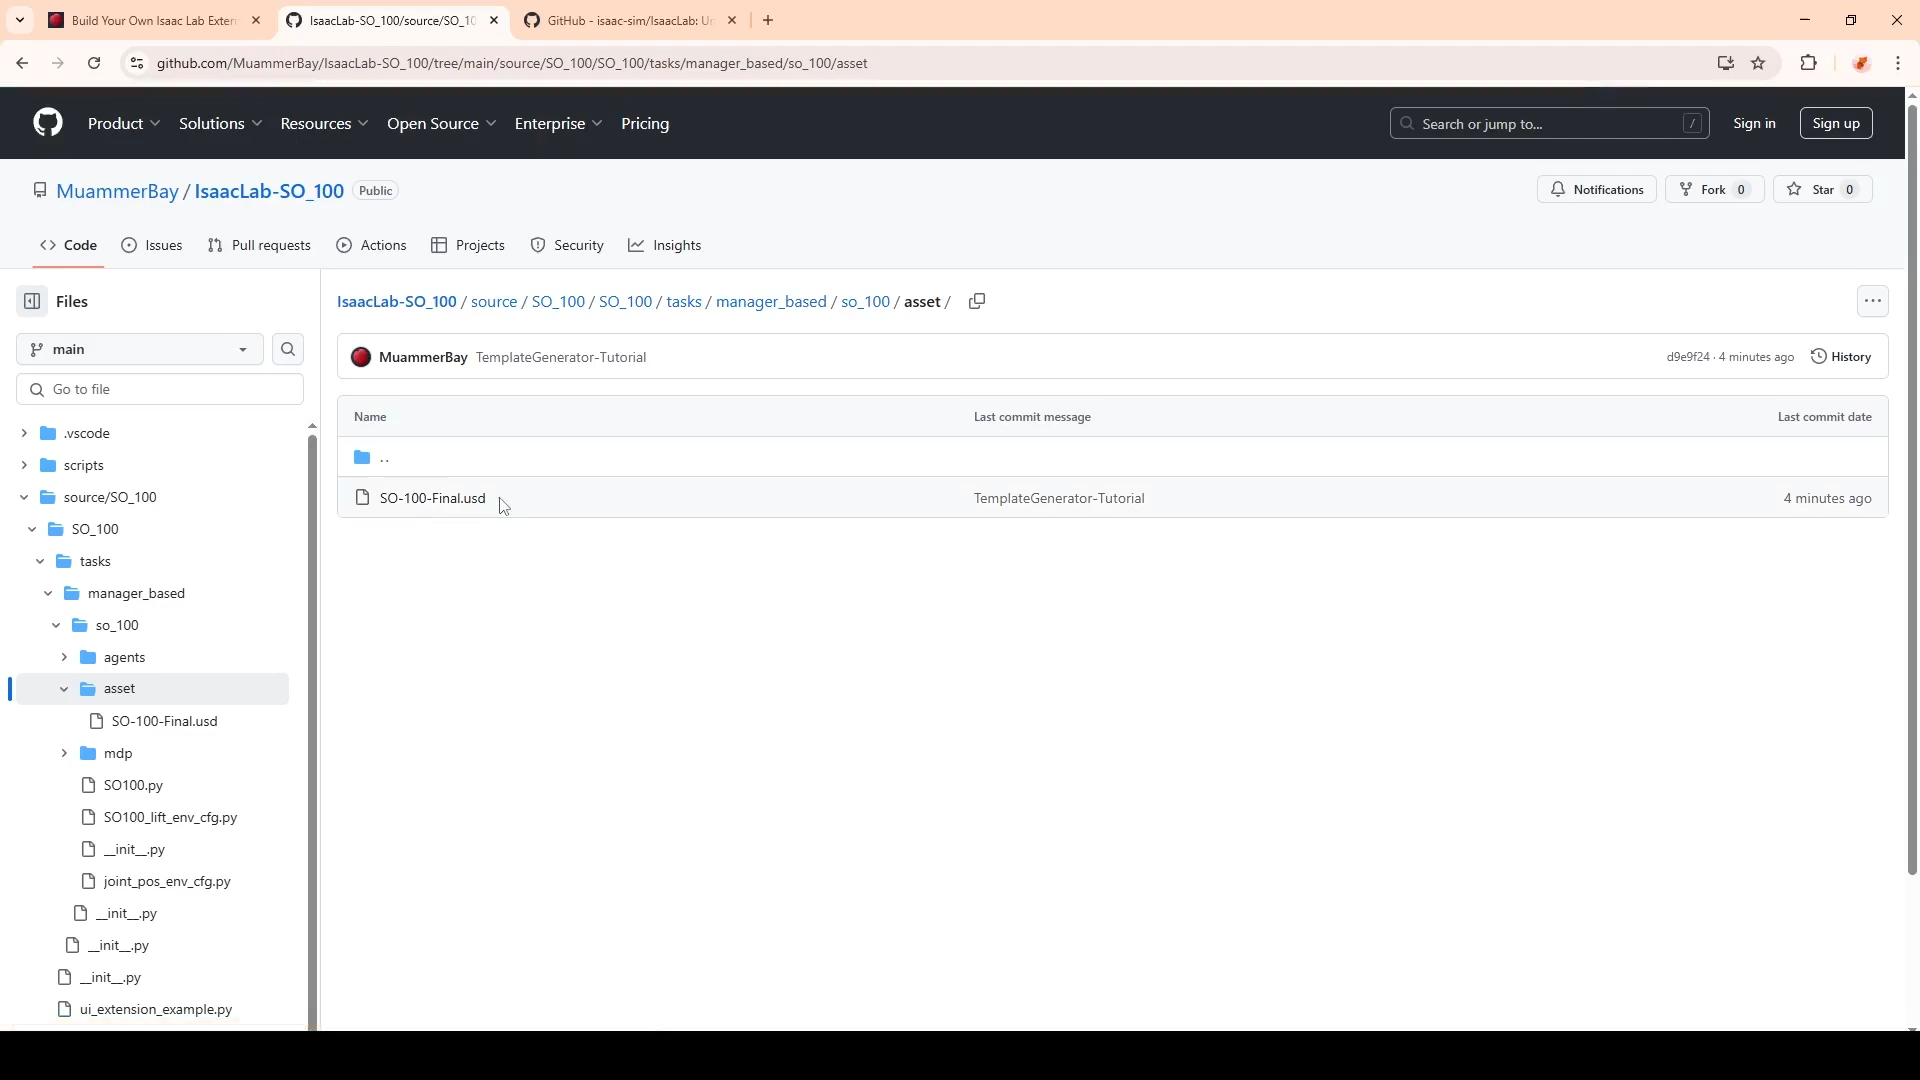 Build Your Own Isaac Lab Exten
IsaacLab-SO_100/source/SO_10
GitHub - isaac-sim/IsaacLab: Un
github.com/MuammerBay/IsaacLab-SO_100/tree/main/source/SO_100/SO_100/tasks/manager_based/so_100/asset
Product
Solutions
Resources
Open Source
Enterprise
Pricing
Search or jump to...
/
Sign in
Sign up
MuammerBay / IsaacLab-SO_100
Public
Notifications
Fork 0
Star 0
Code
Issues
Pull requests
Actions
Projects
Security
Insights
Files
main
Go to file
.vscode
scripts
source/SO_100
SO_100
tasks
manager_based
so_100
agents
asset
SO-100-Final.usd
mdp
SO100.py
SO100_lift_env_cfg.py
__init__.py
joint_pos_env_cfg.py
__init__.py
__init__.py
__init__.py
ui_extension_example.py
IsaacLab-SO_100 / source / SO_100 / SO_100 / tasks / manager_based / so_100 / asset /
MuammerBay TemplateGenerator-Tutorial
d9e9f24 · 4 minutes ago
History
Name
Last commit message
Last commit date
..
SO-100-Final.usd
TemplateGenerator-Tutorial
4 minutes ago